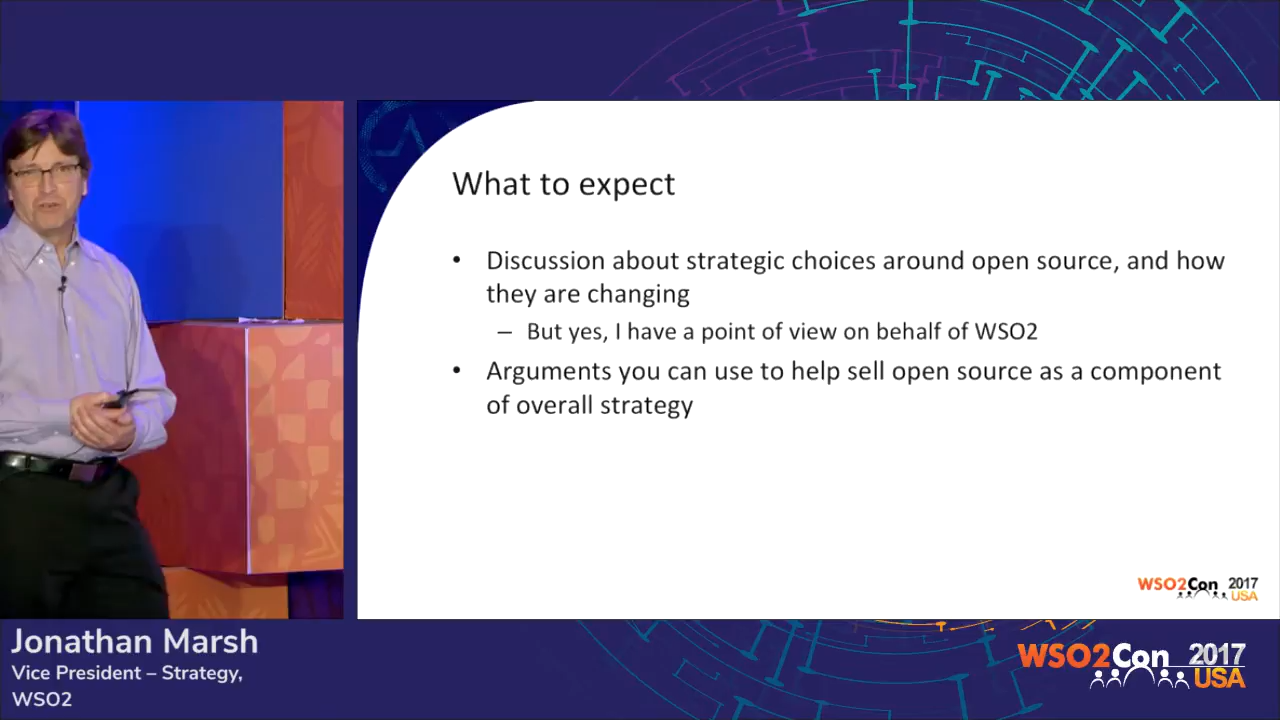 What to expect
• Discussion about strategic choices around open source, and how
they are changing
– But yes, I have a point of view on behalf of WSO2
• Arguments you can use to help sell open source as a component
of overall strategy
WSO2Con 2017
USA
Jonathan Marsh
Vice President – Strategy,
WSO2
WSO2Con 2017
USA